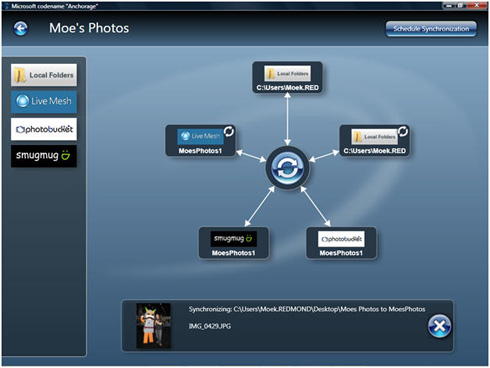 Microsoft codename "Anchorage"
Moe's Photos
Schedule Synchronization
Local Folders
Live Mesh
photobucket
smugmug
Local Folders
C:\Users\Moek.RED
Live Mesh
MoesPhotos1
Local Folders
C:\Users\Moek.RED
smugmug
MoesPhotos1
photobucket
MoesPhotos1
Synchronizing: C:\Users\Moek.REDMOND\Desktop\Moes Photos to MoesPhotos
IMG_0429.JPG